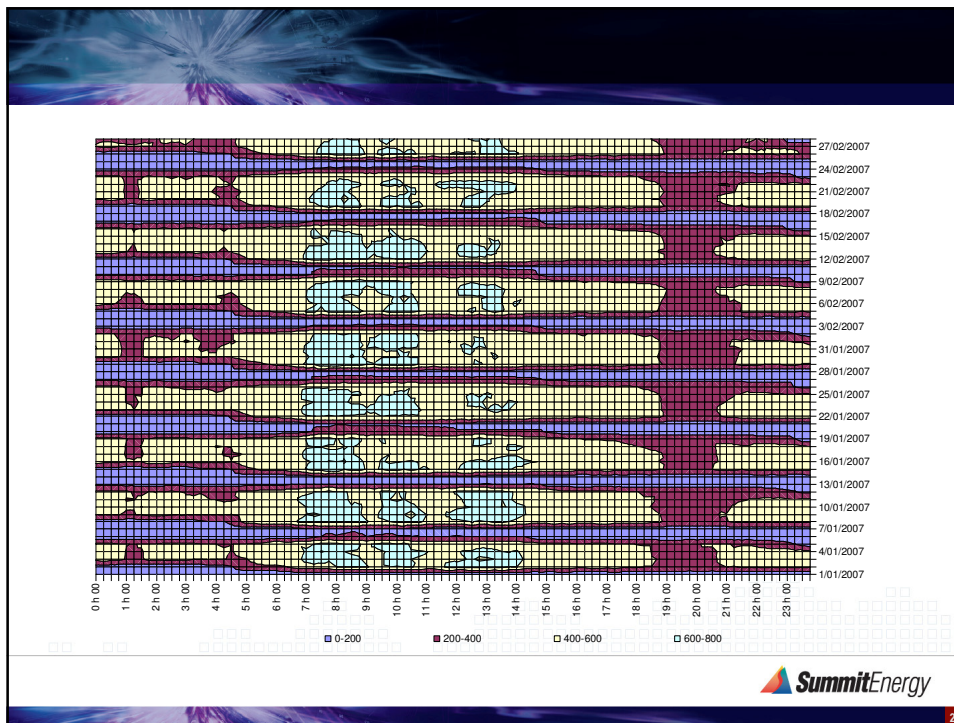 27/02/2007
24/02/2007
21/02/2007
18/02/2007
15/02/2007
12/02/2007
9/02/2007
6/02/2007
3/02/2007
31/01/2007
28/01/2007
25/01/2007
22/01/2007
19/01/2007
16/01/2007
13/01/2007
10/01/2007
7/01/2007
4/01/2007
1/01/2007
0 h 00
1 h 00
2 h 00
3 h 00
4 h 00
5 h 00
6 h 00
7 h 00
8 h 00
9 h 00
10 h 00
11 h 00
12 h 00
13 h 00
14 h 00
15 h 00
16 h 00
17 h 00
18 h 00
19 h 00
20 h 00
21 h 00
22 h 00
23 h 00
0-200 200-400 400-600 600-800
SummitEnergy
2